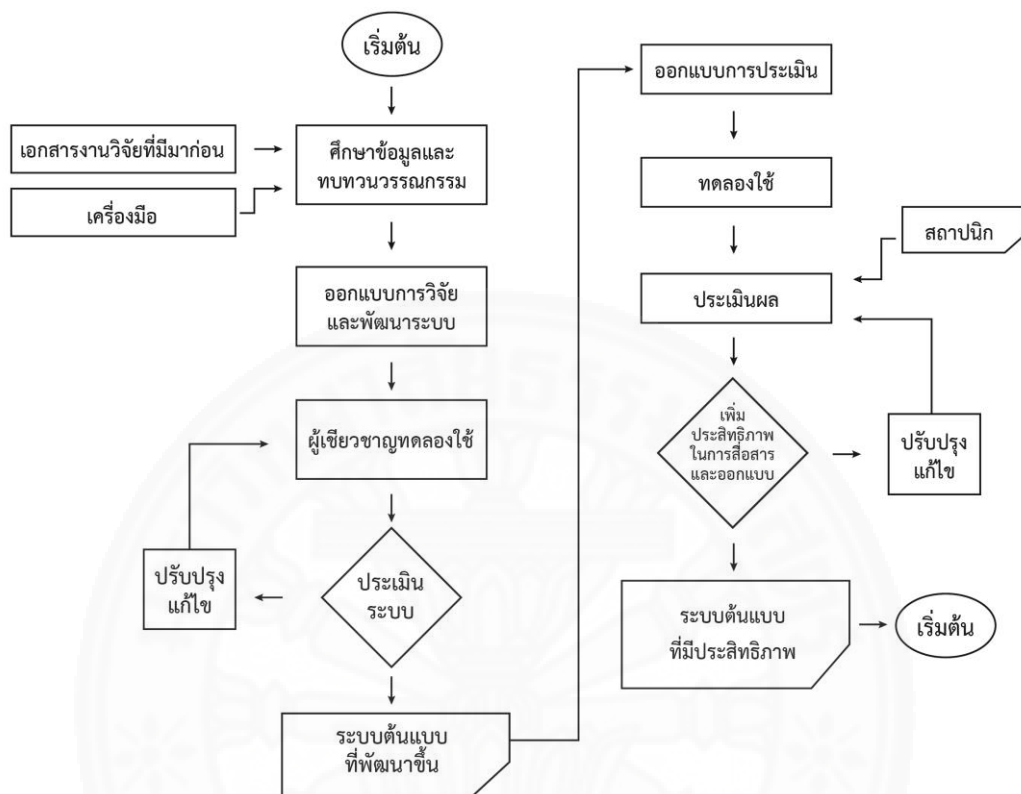 เริ่มต้น
เอกสารงานวิจัยที่มีมาก่อน
เครื่องมือ
ศึกษาข้อมูลและ
ทบทวนวรรณกรรม
ออกแบบการวิจัย
และพัฒนาระบบ
ผู้เชียวชาญทดลองใช้
ปรับปรุง
แก้ไข
ประเมิน
ระบบ
ระบบต้นแบบ
ที่พัฒนาขึ้น
ออกแบบการประเมิน
ทดลองใช้
สถาปนิก
ประเมินผล
เพิ่ม
ประสิทธิภาพ
ในการสื่อสาร
และออกแบบ
ปรับปรุง
แก้ไข
ระบบต้นแบบ
ที่มีประสิทธิภาพ
เริ่มต้น